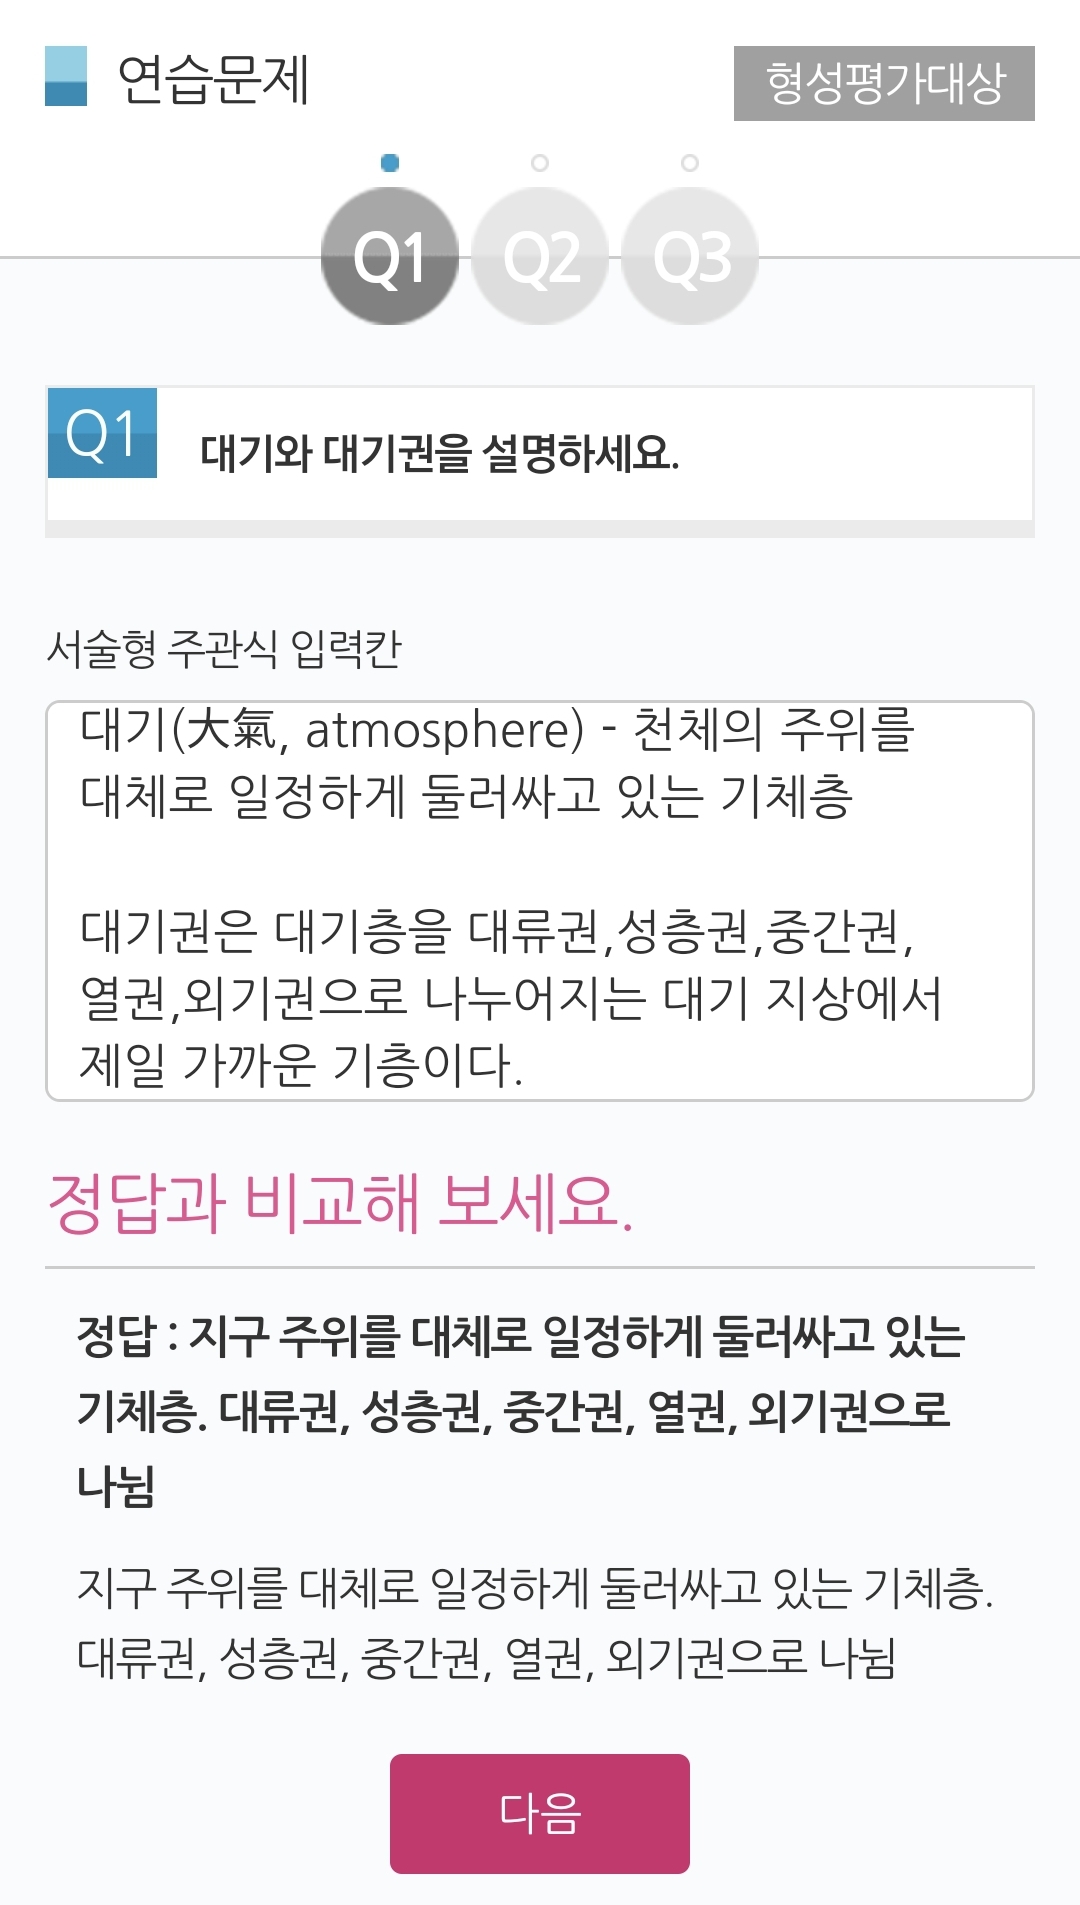 연습문제
형성평가대상
Q1 Q2 Q3
Q1 대기와 대기권을 설명하세요.
서술형 주관식 입력칸
대기(大氣, atmosphere) - 천체의 주위를
대체로 일정하게 둘러싸고 있는 기체층
대기권은 대기층을 대류권,성층권,중간권,
열권,외기권으로 나누어지는 대기 지상에서
제일 가까운 기층이다.
정답과 비교해 보세요.
정답 : 지구 주위를 대체로 일정하게 둘러싸고 있는
기체층. 대류권, 성층권, 중간권, 열권, 외기권으로
나뉨
지구 주위를 대체로 일정하게 둘러싸고 있는 기체층.
대류권, 성층권, 중간권, 열권, 외기권으로 나뉨
다음